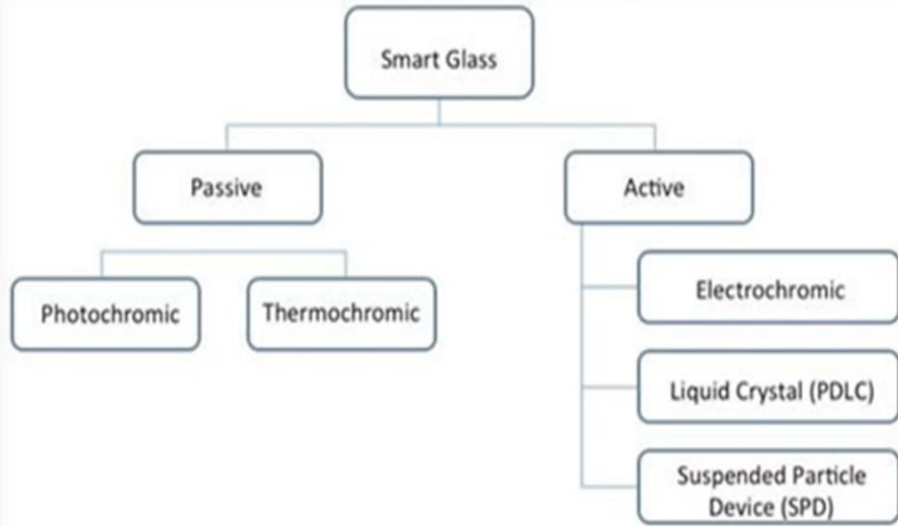 Smart Glass
Passive
Active
Photochromic
Thermochromic
Electrochromic
Liquid Crystal (PDLC)
Suspended Particle
Device (SPD)